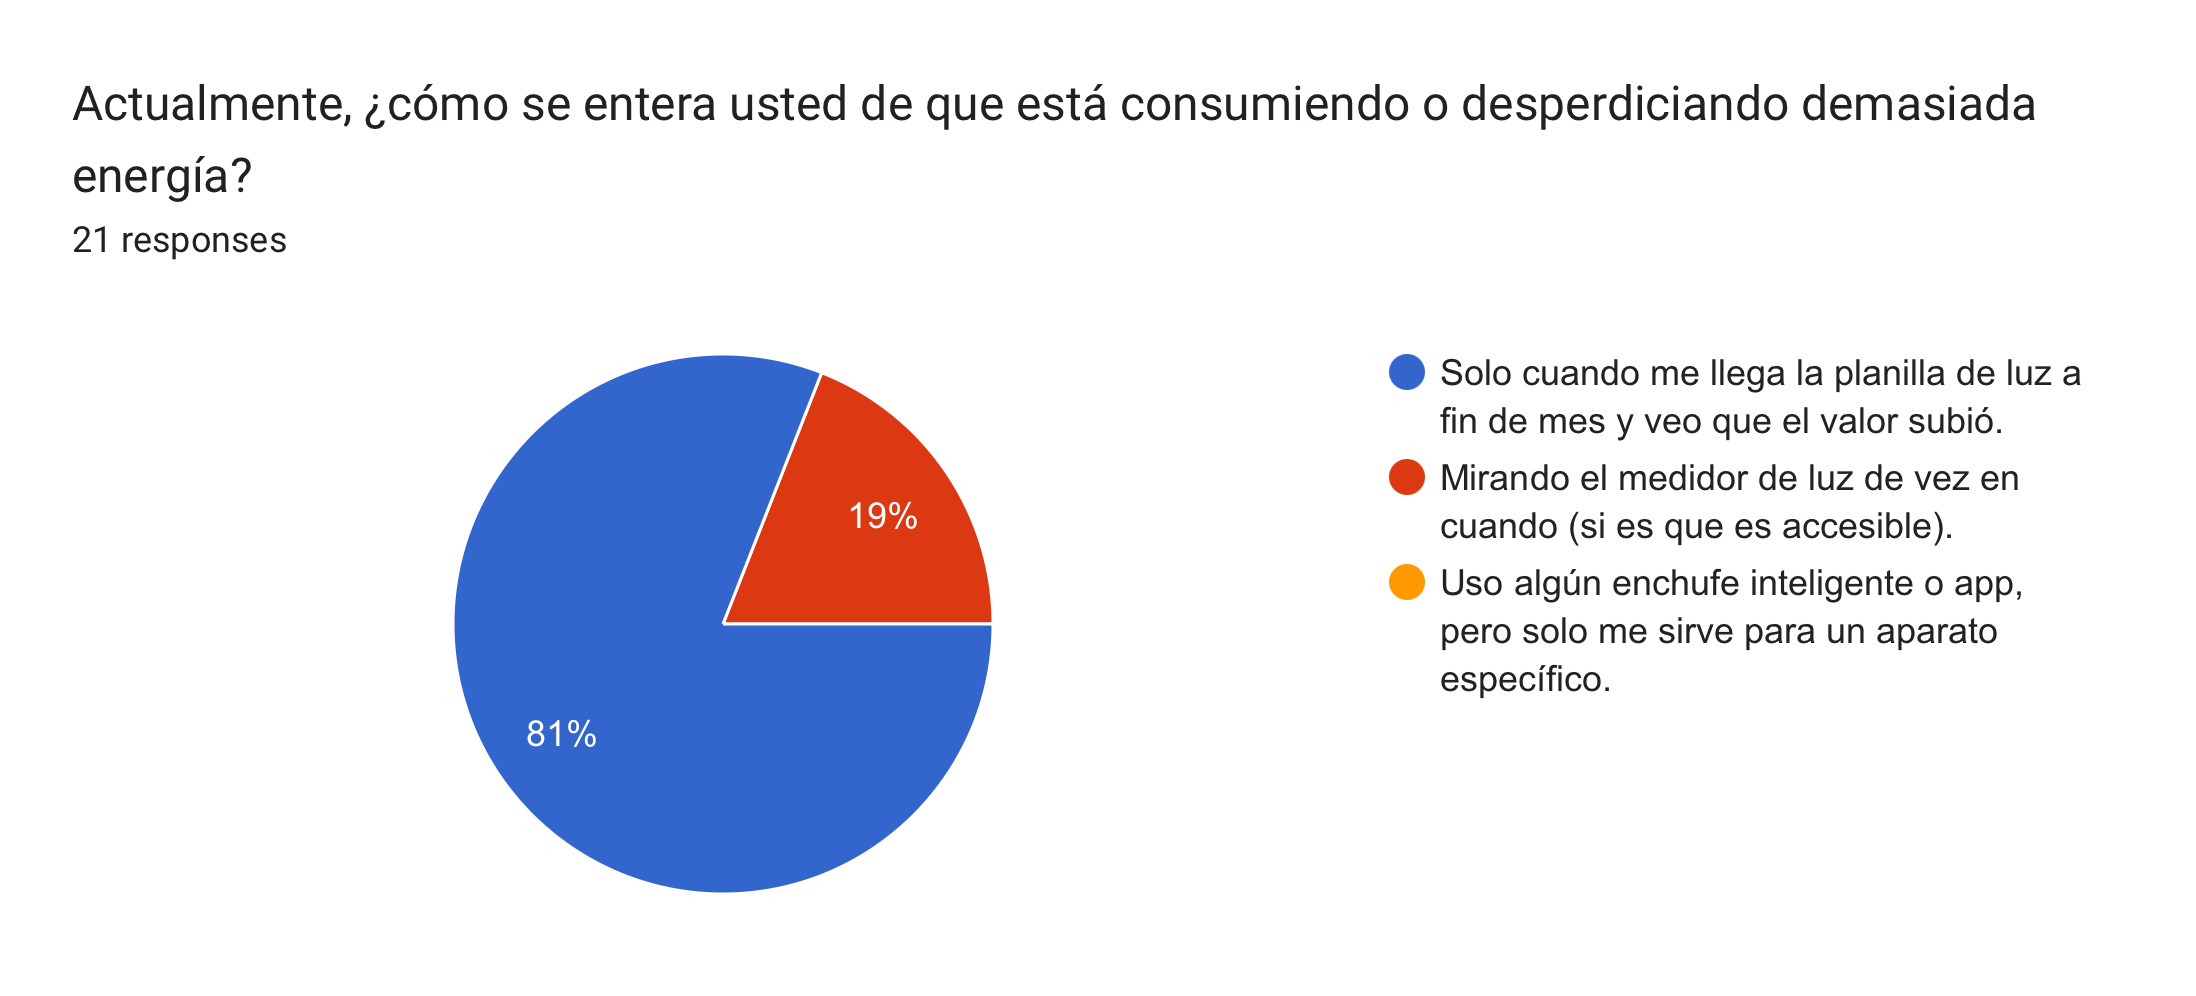 Actualmente, ¿cómo se entera usted de que está consumiendo o desperdiciando demasiada
energía?
21 responses
Solo cuando me llega la planilla de luz a
fin de mes y veo que el valor subió.
Mirando el medidor de luz de vez en
cuando (si es que es accesible).
Uso algún enchufe inteligente o app,
pero solo me sirve para un aparato
específico.
19%
81%